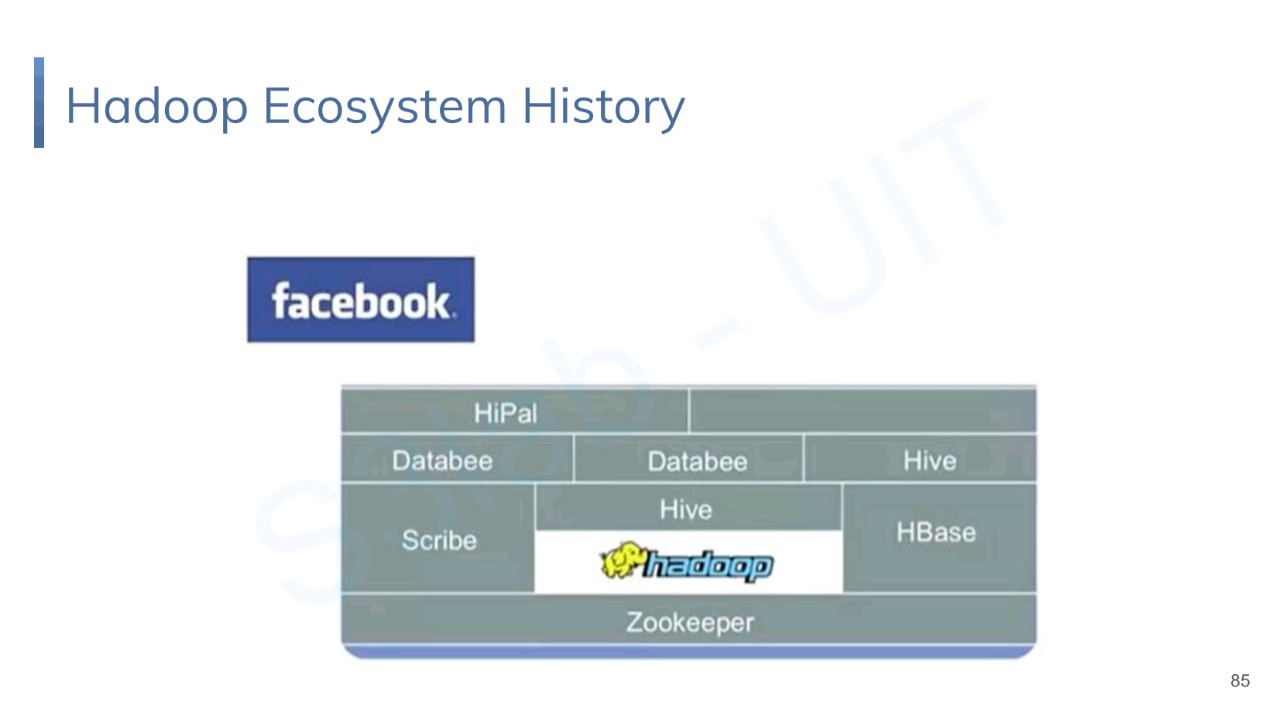 Hadoop Ecosystem History
facebook.
HiPal
Databee Databee Hive
Hive
Scribe
HBase
hadoop
Zookeeper
85